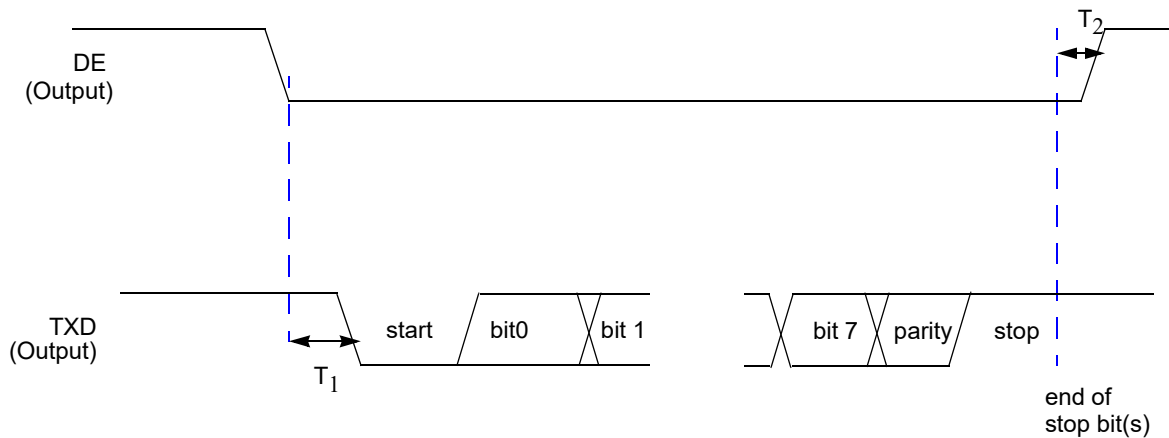 T2
DE
(Output)
TXD
(Output)
start
bit0
bit 1
bit 7
parity
stop
T1
end of
stop bit(s)